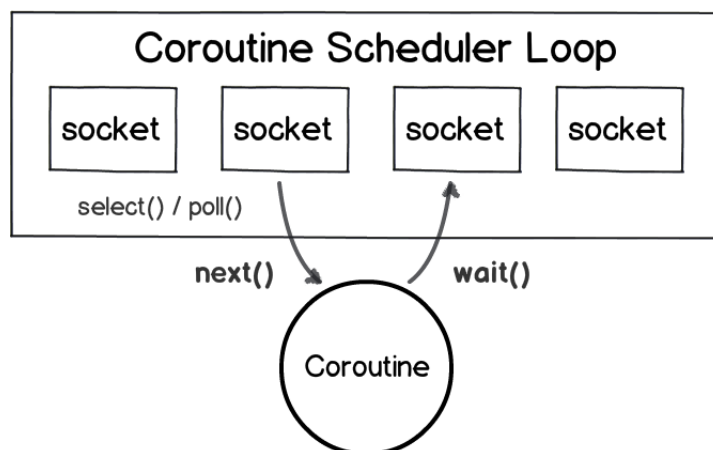 Coroutine Scheduler Loop
socket socket socket socket
select() / poll()
next() wait()
Coroutine